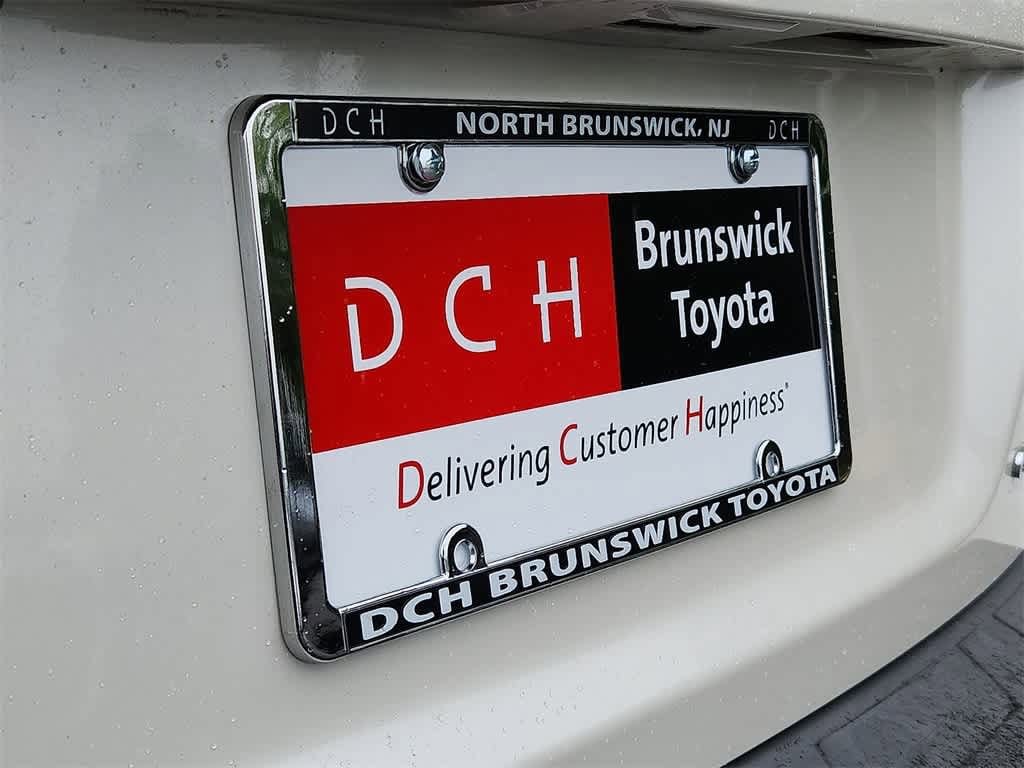 DCH NORTH BRUNSWICK, NJ DCH
DCH
Brunswick
Toyota
Delivering Customer Happiness®
DCH BRUNSWICK TOYOTA